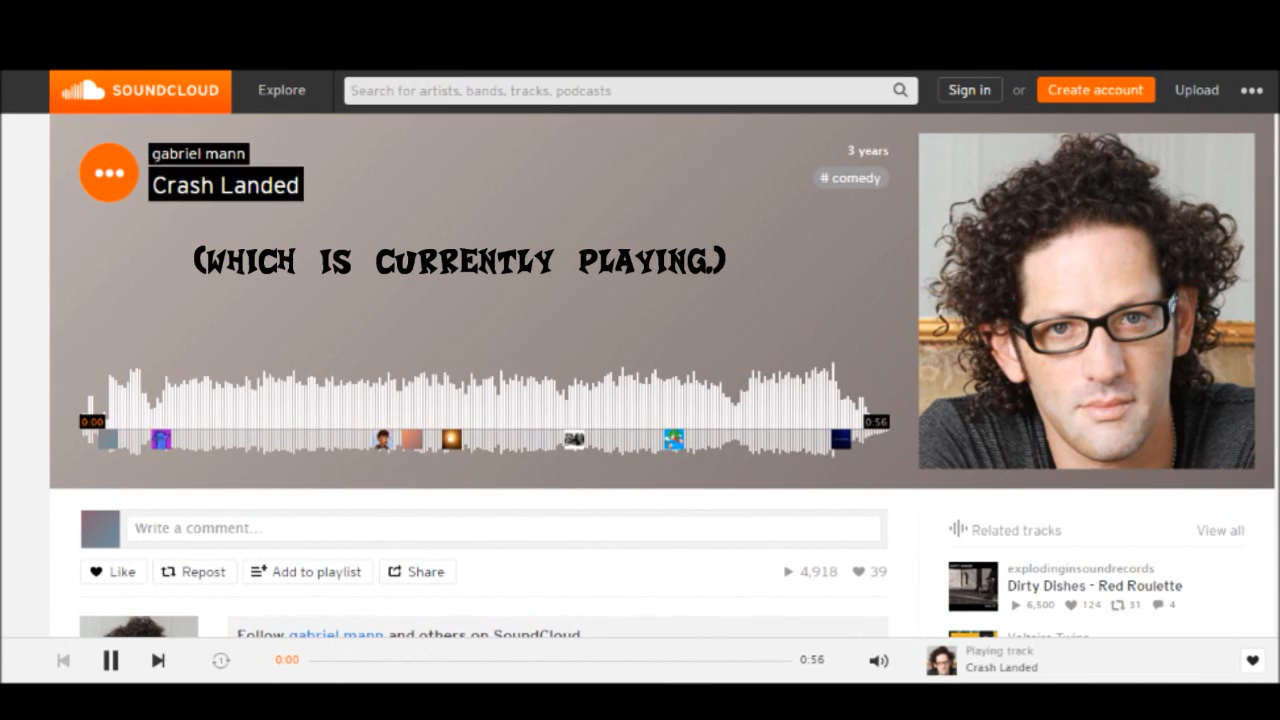 SOUNDCLOUD
Explore
Search for artists, bands, tracks, podcasts
Sign in or Create account Upload
gabriel mann
Crash Landed
3 years
# comedy
(WHICH IS CURRENTLY PLAYING.)
0:00
0:56
Write a comment...
Like Repost Add to playlist Share
4,918 39
Related tracks View all
explodinginsoundrecords
Dirty Dishes - Red Roulette
6,500 124 31 4
Follow gabriel mann and others on SoundCloud
1
0:00
0:56
Playing track
Crash Landed